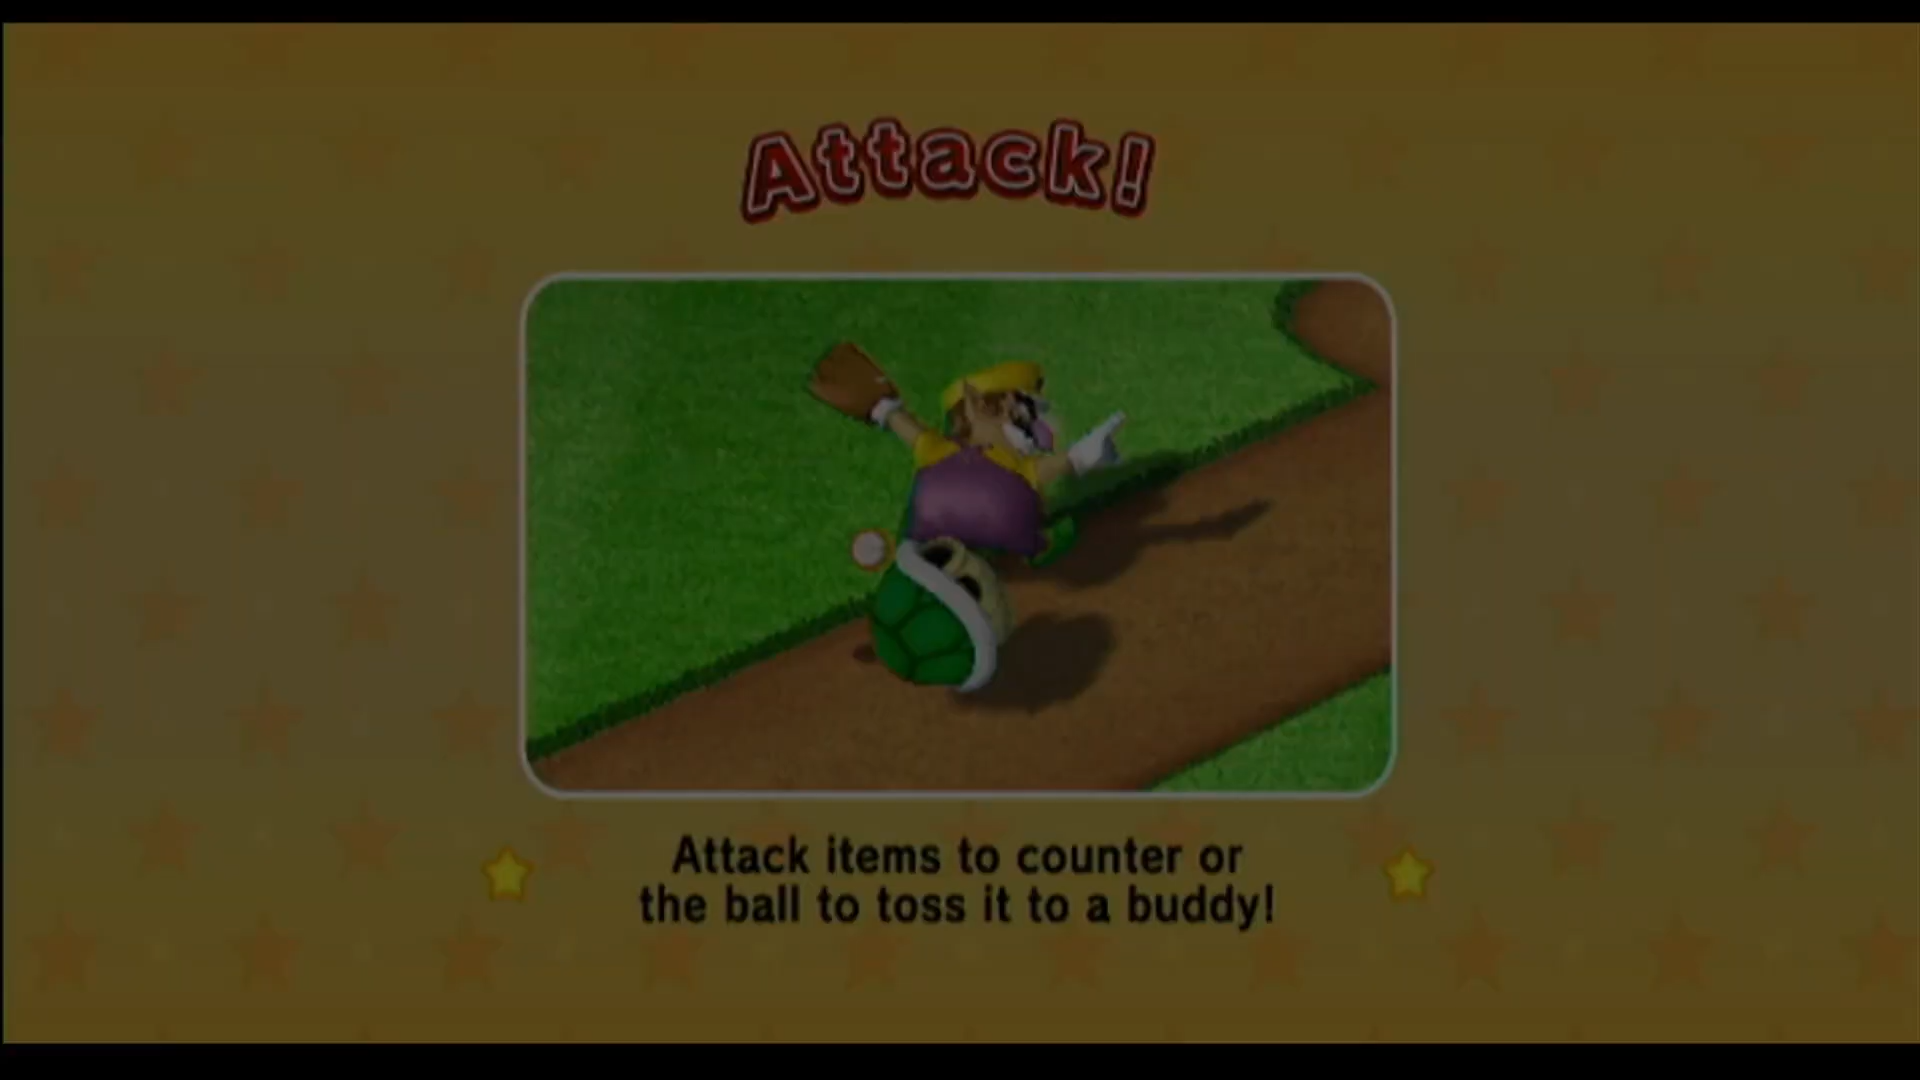 Attack!
Attack items to counter or
the ball to toss it to a buddy!